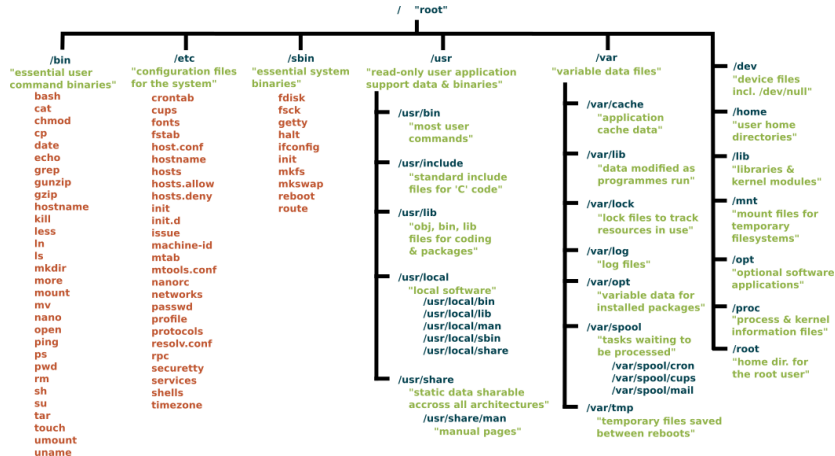 / "root"
/bin
"essential user
command binaries"
bash
cat
chmod
cp
date
echo
grep
gunzip
gzip
hostname
kill
less
ln
ls
mkdir
more
mount
mv
nano
open
ping
ps
pwd
rm
sh
su
tar
touch
umount
uname
/etc
"configuration files
for the system"
crontab
cups
fonts
fstab
host.conf
hostname
hosts
hosts.allow
hosts.deny
init
init.d
issue
machine-id
mtab
mtools.conf
nanorc
networks
passwd
profile
protocols
resolv.conf
rpc
securetty
services
shells
timezone
/sbin
"essential system
binaries"
fdisk
fsck
getty
halt
ifconfig
init
mkfs
mkswap
reboot
route
/usr
"read-only user application
support data & binaries"
/usr/bin
"most user
commands"
/usr/include
"standard include
files for 'C' code"
/usr/lib
"obj, bin, lib
files for coding
& packages"
/usr/local
"local software"
/usr/local/bin
/usr/local/lib
/usr/local/man
/usr/local/sbin
/usr/local/share
/usr/share
"static data sharable
accross all architectures"
/usr/share/man
"manual pages"
/var
"variable data files"
/var/cache
"application
cache data"
/var/lib
"data modified as
programmes run"
/var/lock
"lock files to track
resources in use"
/var/log
"log files"
/var/opt
"variable data for
installed packages"
/var/spool
"tasks waiting to
be processed"
/var/spool/cron
/var/spool/cups
/var/spool/mail
/var/tmp
"temporary files saved
between reboots"
/dev
"device files
incl. /dev/null"
/home
"user home
directories"
/lib
"libraries &
kernel modules"
/mnt
"mount files for
temporary
filesystems"
/opt
"optional software
applications"
/proc
"process & kernel
information files"
/root
"home dir. for
the root user"